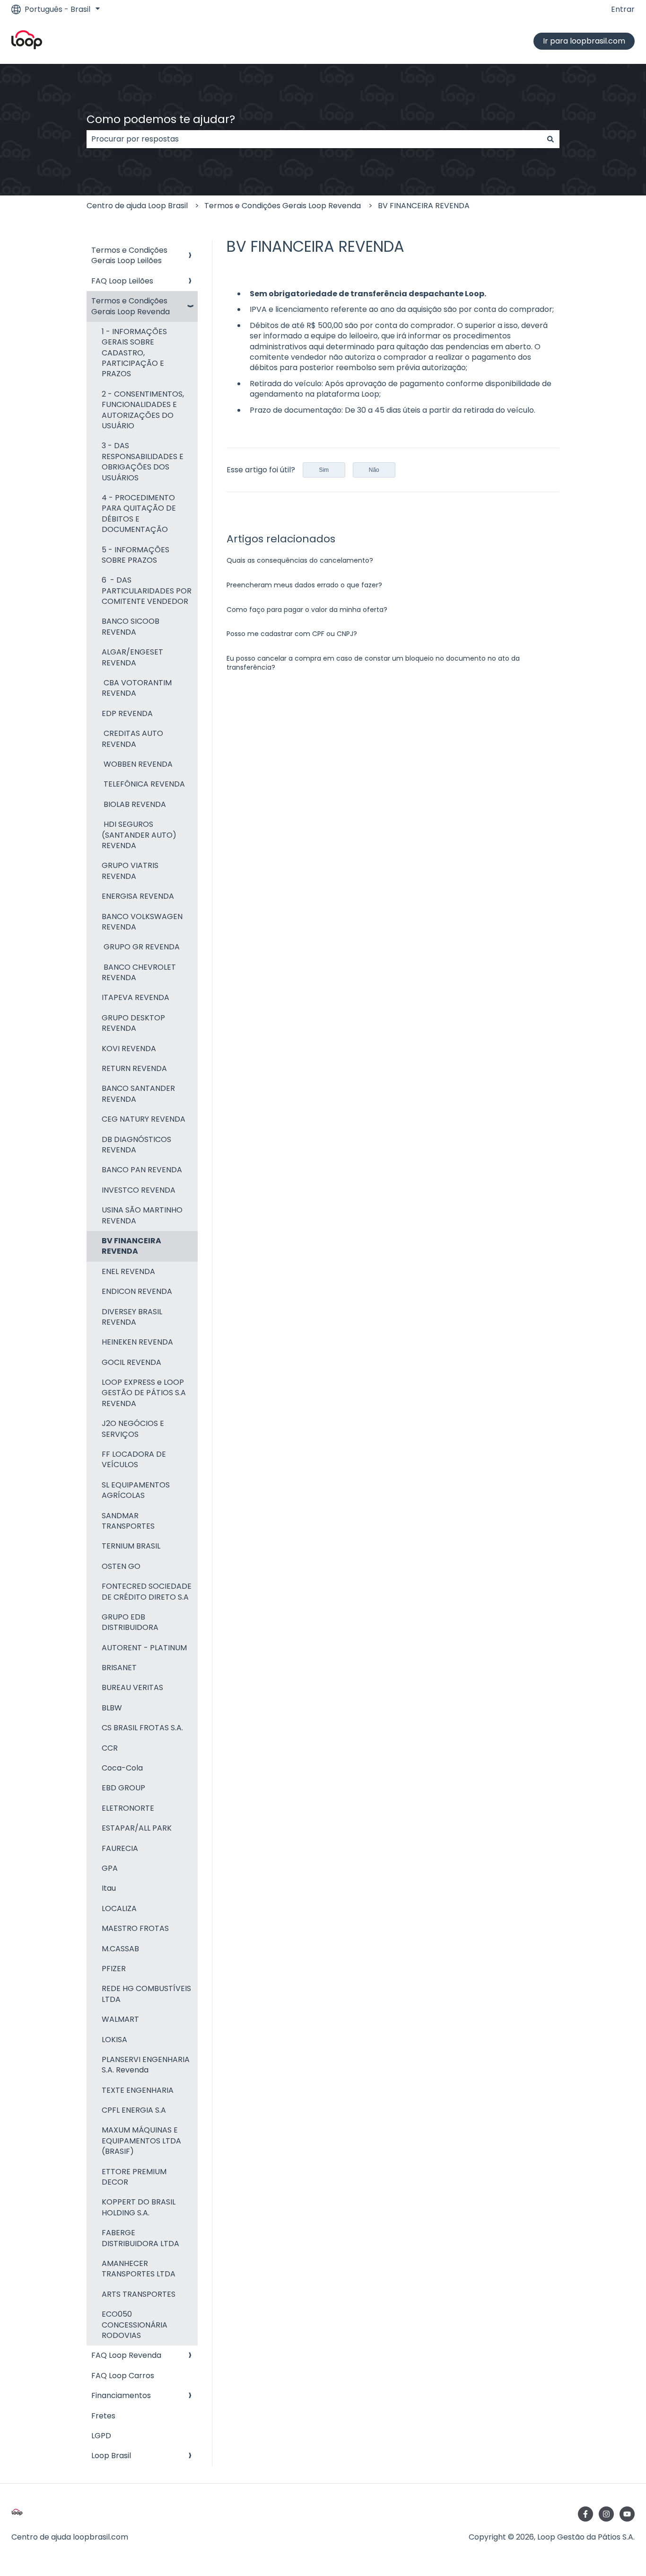 Português - Brasil
Entrar
loop
Ir para loopbrasil.com
Como podemos te ajudar?
Procurar por respostas
Centro de ajuda Loop Brasil > Termos e Condições Gerais Loop Revenda > BV FINANCEIRA REVENDA
Termos e Condições
Gerais Loop Leilões
FAQ Loop Leilões
Termos e Condições
Gerais Loop Revenda
1 - INFORMAÇÕES
GERAIS SOBRE
CADASTRO,
PARTICIPAÇÃO E
PRAZOS
2 - CONSENTIMENTOS,
FUNCIONALIDADES E
AUTORIZAÇÕES DO
USUÁRIO
3 - DAS
RESPONSABILIDADES E
OBRIGAÇÕES DOS
USUÁRIOS
4 - PROCEDIMENTO
PARA QUITAÇÃO DE
DÉBITOS E
DOCUMENTAÇÃO
5 - INFORMAÇÕES
SOBRE PRAZOS
6 - DAS
PARTICULARIDADES POR
COMITENTE VENDEDOR
BANCO SICOOB
REVENDA
ALGAR/ENGESET
REVENDA
CBA VOTORANTIM
REVENDA
EDP REVENDA
CREDITAS AUTO
REVENDA
WOBBEN REVENDA
TELEFÔNICA REVENDA
BIOLAB REVENDA
HDI SEGUROS
(SANTANDER AUTO)
REVENDA
GRUPO VIATRIS
REVENDA
ENERGISA REVENDA
BANCO VOLKSWAGEN
REVENDA
GRUPO GR REVENDA
BANCO CHEVROLET
REVENDA
ITAPEVA REVENDA
GRUPO DESKTOP
REVENDA
KOVI REVENDA
RETURN REVENDA
BANCO SANTANDER
REVENDA
CEG NATURY REVENDA
DB DIAGNÓSTICOS
REVENDA
BANCO PAN REVENDA
INVESTCO REVENDA
USINA SÃO MARTINHO
REVENDA
BV FINANCEIRA
REVENDA
ENEL REVENDA
ENDICON REVENDA
DIVERSEY BRASIL
REVENDA
HEINEKEN REVENDA
GOCIL REVENDA
LOOP EXPRESS e LOOP
GESTÃO DE PÁTIOS S.A
REVENDA
J2O NEGÓCIOS E
SERVIÇOS
FF LOCADORA DE
VEÍCULOS
SL EQUIPAMENTOS
AGRÍCOLAS
SANDMAR
TRANSPORTES
TERNIUM BRASIL
OSTEN GO
FONTECRED SOCIEDADE
DE CRÉDITO DIRETO S.A
GRUPO EDB
DISTRIBUIDORA
AUTORENT - PLATINUM
BRISANET
BUREAU VERITAS
BLBW
CS BRASIL FROTAS S.A.
CCR
Coca-Cola
EBD GROUP
ELETRONORTE
ESTAPAR/ALL PARK
FAURECIA
GPA
Itau
LOCALIZA
MAESTRO FROTAS
M.CASSAB
PFIZER
REDE HG COMBUSTÍVEIS
LTDA
WALMART
LOKISA
PLANSERVI ENGENHARIA
S.A. Revenda
TEXTE ENGENHARIA
CPFL ENERGIA S.A
MAXUM MÁQUINAS E
EQUIPAMENTOS LTDA
(BRASIF)
ETTORE PREMIUM
DECOR
KOPPERT DO BRASIL
HOLDING S.A.
FABERGE
DISTRIBUIDORA LTDA
AMANHECER
TRANSPORTES LTDA
ARTS TRANSPORTES
ECO050
CONCESSIONÁRIA
RODOVIAS
FAQ Loop Revenda
FAQ Loop Carros
Financiamentos
Fretes
LGPD
Loop Brasil
BV FINANCEIRA REVENDA
• Sem obrigatoriedade de transferência despachante Loop.
• IPVA e licenciamento referente ao ano da aquisição são por conta do comprador;
• Débitos de até R$ 500,00 são por conta do comprador. O superior a isso, deverá
ser informado a equipe do leiloeiro, que irá informar os procedimentos
administrativos aqui determinado para quitação das pendencias em aberto. O
comitente vendedor não autoriza o comprador a realizar o pagamento dos
débitos para posterior reembolso sem prévia autorização;
• Retirada do veículo: Após aprovação de pagamento conforme disponibilidade de
agendamento na plataforma Loop;
• Prazo de documentação: De 30 a 45 dias úteis a partir da retirada do veículo.
Esse artigo foi útil? Sim Não
Artigos relacionados
Quais as consequências do cancelamento?
Preencheram meus dados errado o que fazer?
Como faço para pagar o valor da minha oferta?
Posso me cadastrar com CPF ou CNPJ?
Eu posso cancelar a compra em caso de constar um bloqueio no documento no ato da
transferência?
loop
Centro de ajuda loopbrasil.com
Copyright © 2026, Loop Gestão da Pátios S.A.